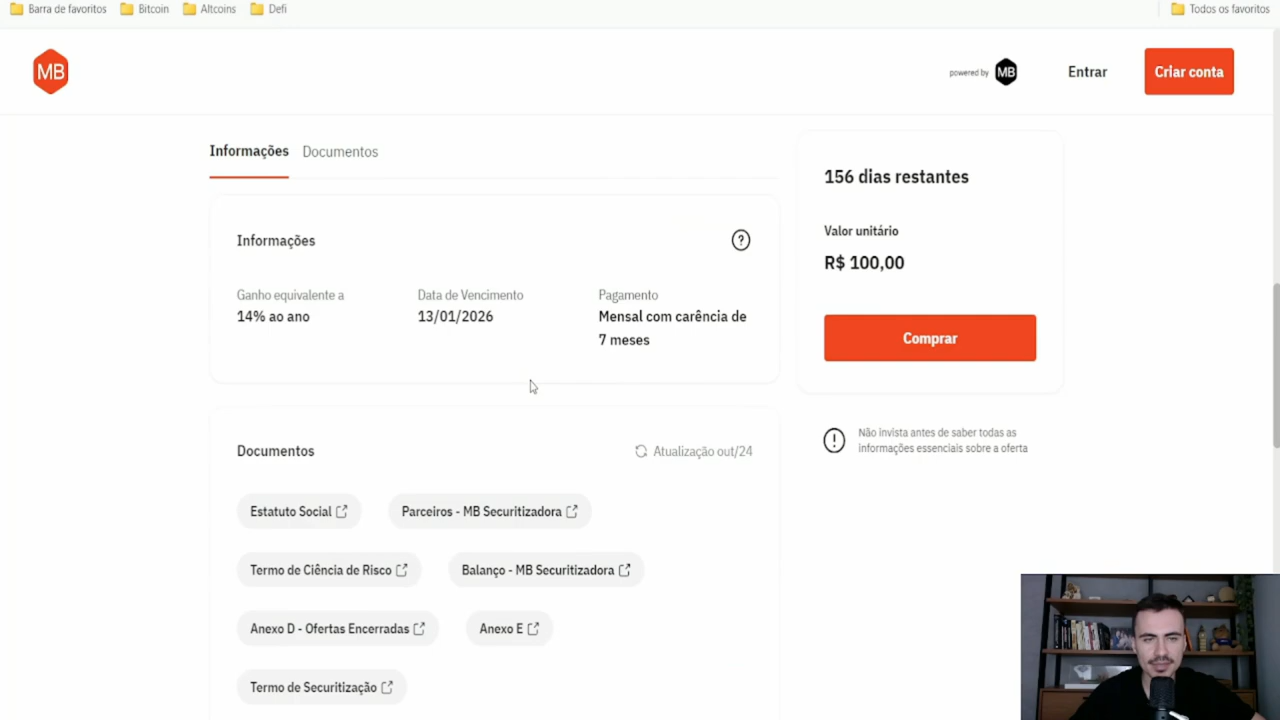 Barra de favoritos
Bitcoin
Altcoins
Defi
Todos os favoritos
MB
powered by MB
Entrar
Criar conta
Informações
Documentos
Informações
?
Ganho equivalente a
14% ao ano
Data de Vencimento
13/01/2026
Pagamento
Mensal com carência de
7 meses
156 dias restantes
Valor unitário
R$ 100,00
Comprar
!
Não invista antes de saber todas as
informações essenciais sobre a oferta
Documentos
Atualização out/24
Estatuto Social
Parceiros - MB Securitizadora
Termo de Ciência de Risco
Balanço - MB Securitizadora
Anexo D - Ofertas Encerradas
Anexo E
Termo de Securitização